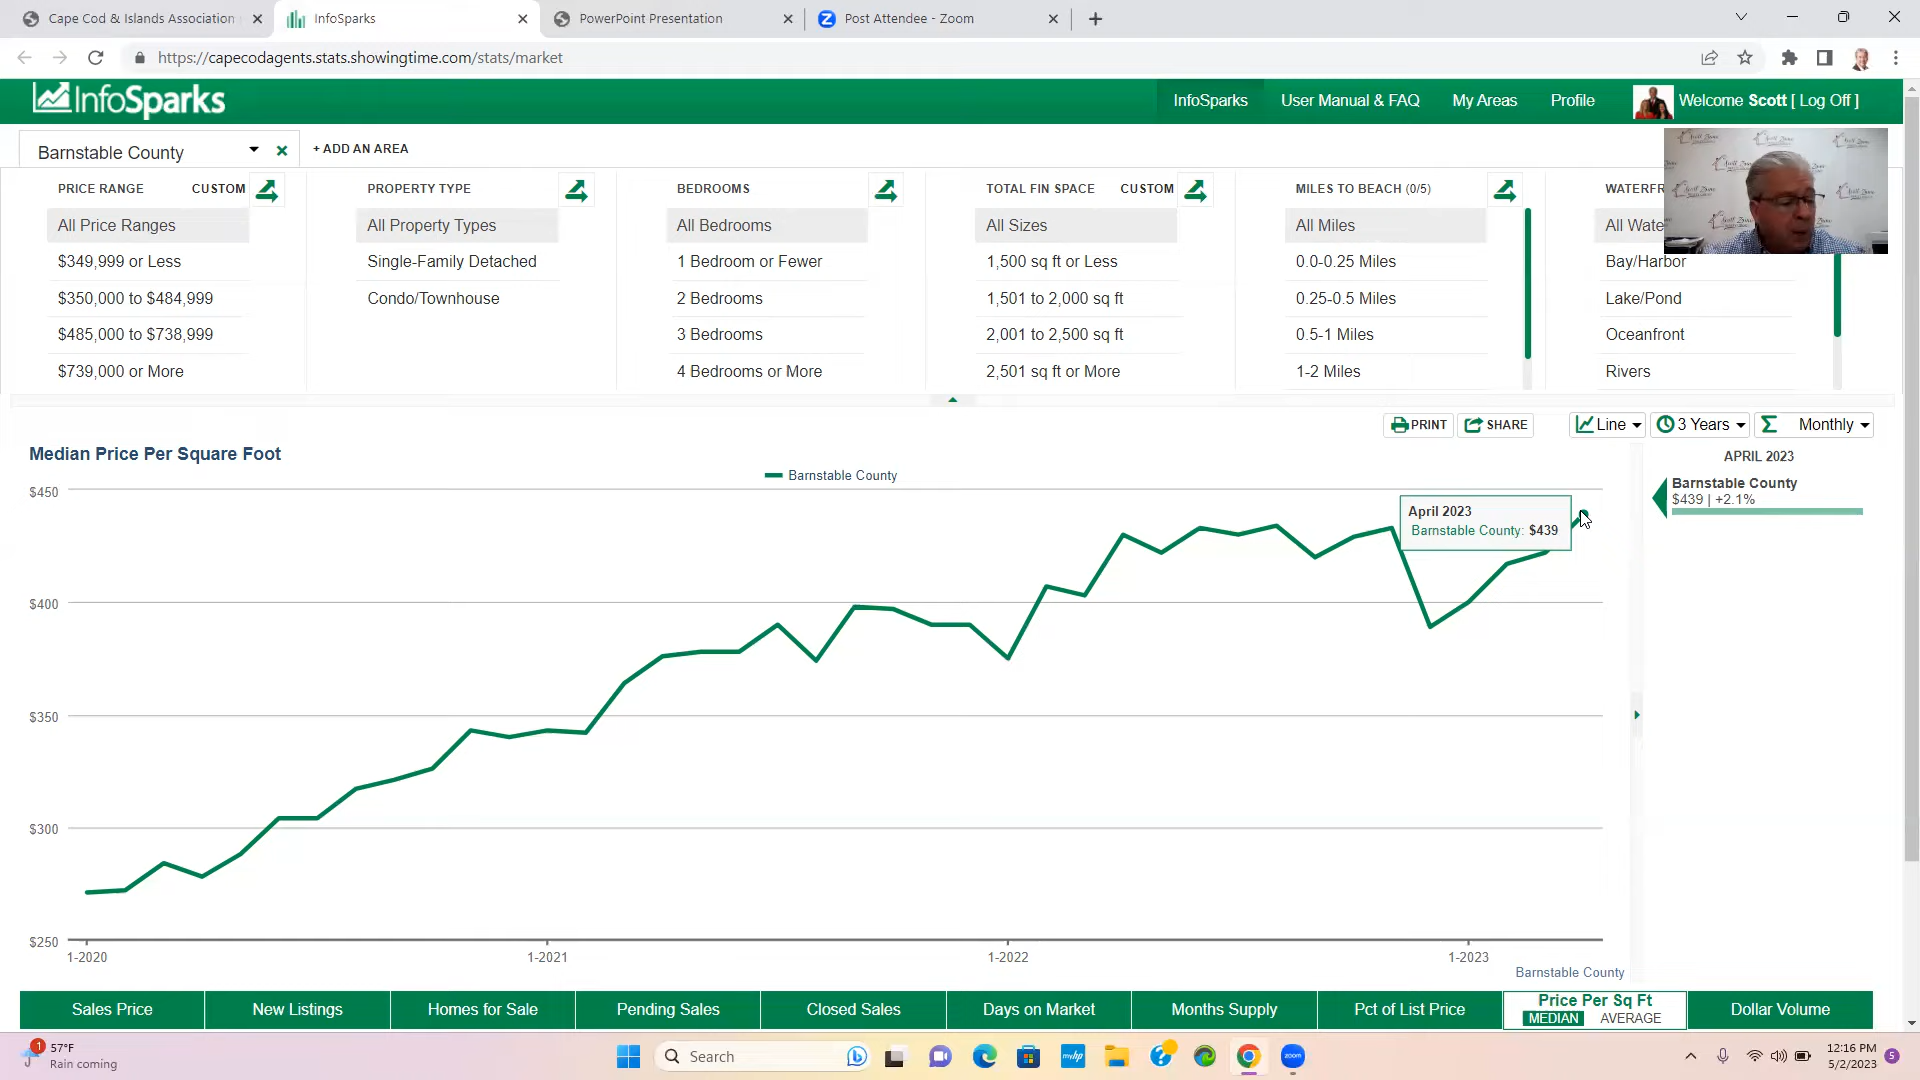 Cape Cod & Islands Association
InfoSparks
PowerPoint Presentation
Post Attendee - Zoom
https://capecodagents.stats.showingtime.com/stats/market
InfoSparks
InfoSparks
User Manual & FAQ
My Areas
Profile
Welcome Scott [ Log Off ]
Barnstable County
+ ADD AN AREA
PRICE RANGE
CUSTOM
All Price Ranges
$349,999 or Less
$350,000 to $484,999
$485,000 to $738,999
$739,000 or More
PROPERTY TYPE
All Property Types
Single-Family Detached
Condo/Townhouse
BEDROOMS
All Bedrooms
1 Bedroom or Fewer
2 Bedrooms
3 Bedrooms
4 Bedrooms or More
TOTAL FIN SPACE
CUSTOM
All Sizes
1,500 sq ft or Less
1,501 to 2,000 sq ft
2,001 to 2,500 sq ft
2,501 sq ft or More
MILES TO BEACH (0/5)
All Miles
0.0-0.25 Miles
0.25-0.5 Miles
0.5-1 Miles
1-2 Miles
WATERF
All Wate
Bay/Harbor
Lake/Pond
Oceanfront
Rivers
PRINT
SHARE
Line
3 Years
Monthly
Median Price Per Square Foot
Barnstable County
APRIL 2023
Barnstable County
$439 | +2.1%
April 2023
Barnstable County: $439
$450
$400
$350
$300
$250
1-2020
1-2021
1-2022
1-2023
Barnstable County
Sales Price
New Listings
Homes for Sale
Pending Sales
Closed Sales
Days on Market
Months Supply
Pct of List Price
Price Per Sq Ft
MEDIAN
AVERAGE
Dollar Volume
1
57°F
Rain coming
Search
myhp
zoom
12:16 PM
5/2/2023
5